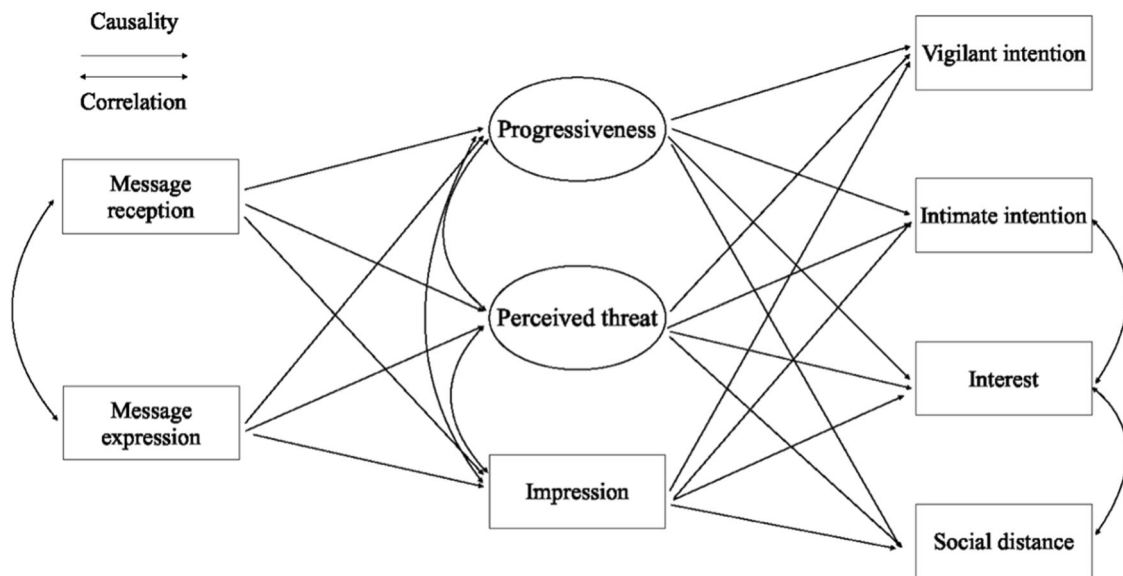 Causality
Correlation
Message
reception
Message
expression
Progressiveness
Perceived threat
Impression
Vigilant intention
Intimate intention
Interest
Social distance